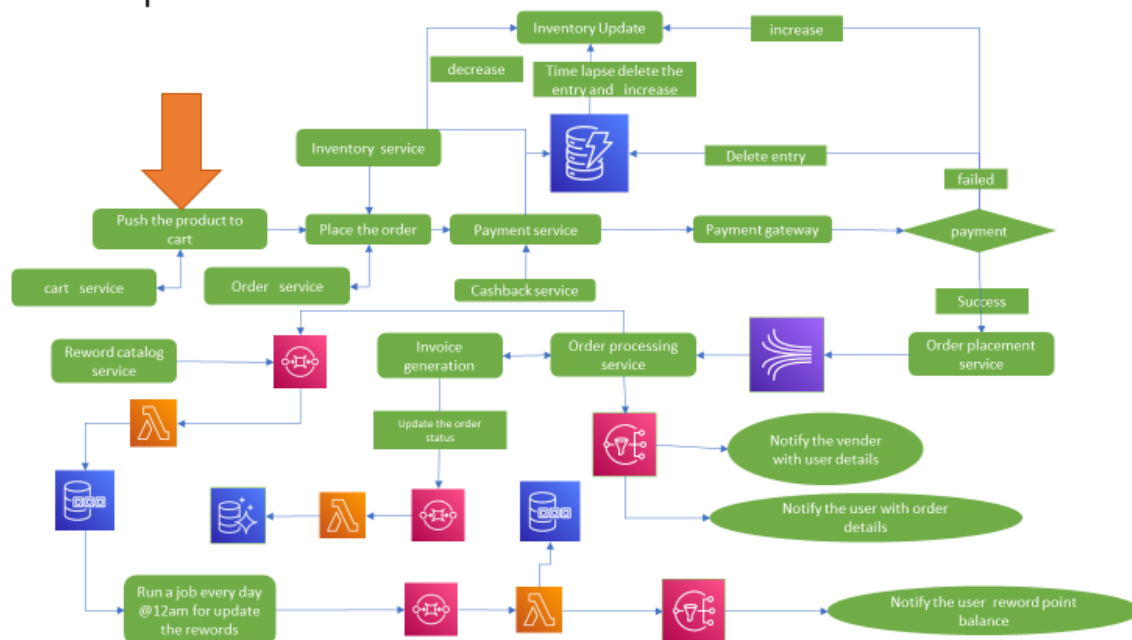 Inventory Update
increase
decrease
Time lapse delete the
entry and increase
Inventory service
Delete entry
failed
Push the product to
cart
Place the order
Payment service
Payment gateway
payment
cart service
Order service
Cashback service
Success
Reword catalog
service
Invoice
generation
Order processing
service
Order placement
service
Update the order
status
Notify the vender
with user details
Notify the user with order
details
Run a job every day
@12am for update
the rewords
Notify the user reword point
balance